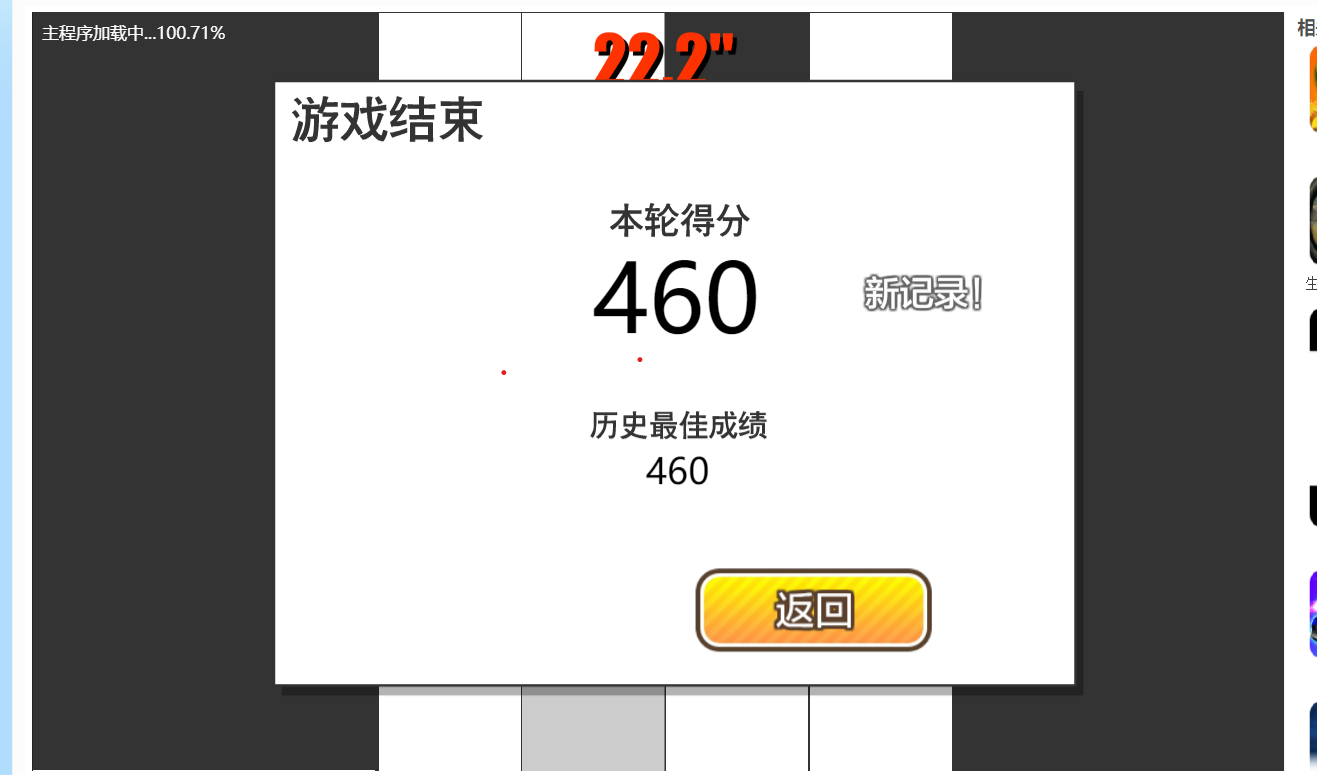 主程序加载中...100.71%
22.2"
游戏结束
本轮得分
460
新记录!
历史最佳成绩
460
返回